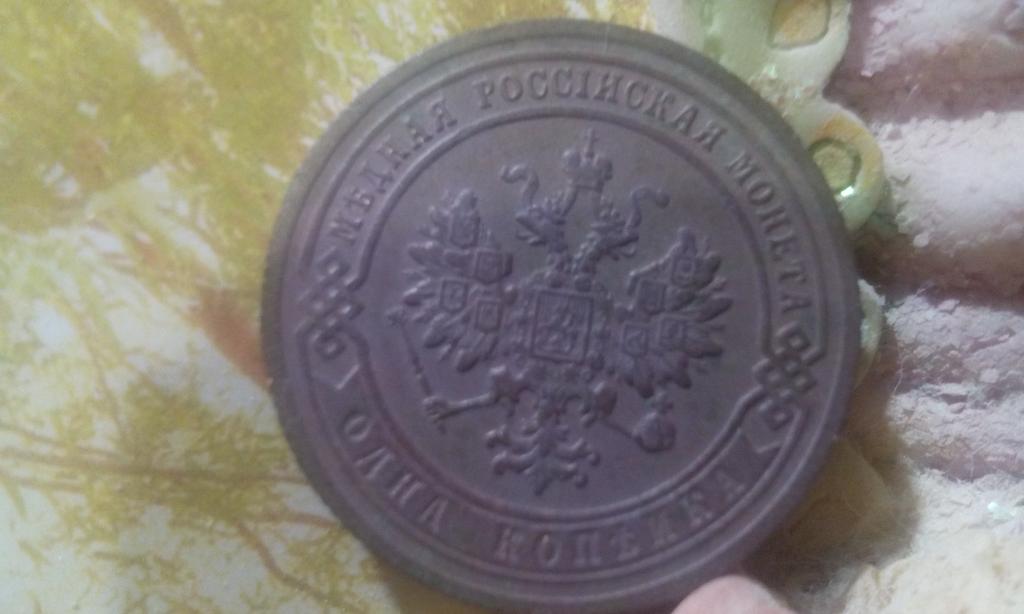 МѢДНАЯ РОССІЙСКАЯ МОНЕТА
ОДНА КОПѢЙКА